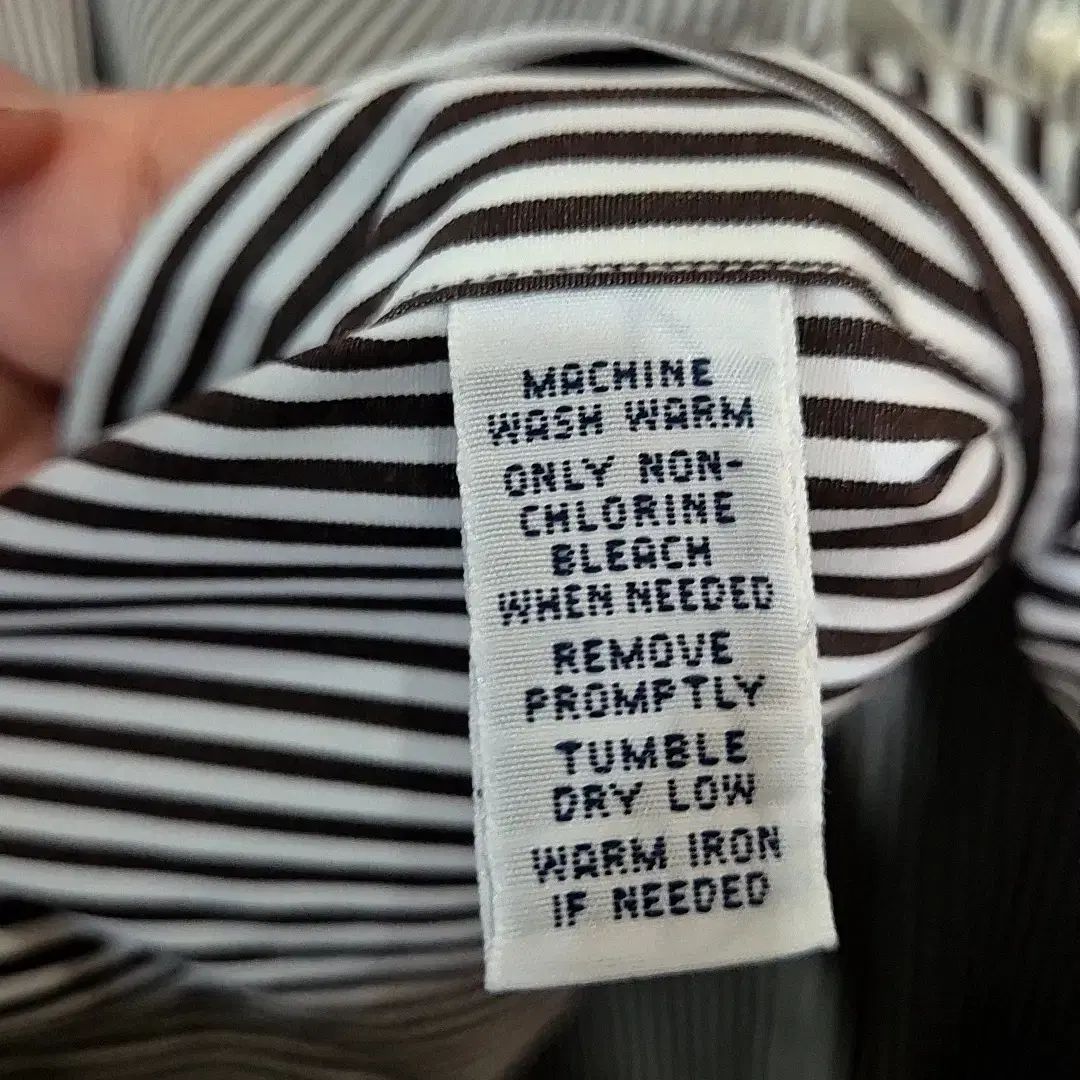 MACHINE
WASH WARM
ONLY NON-
CHLORINE
BLEACH
WHEN NEEDED
REMOVE
PROMPTLY
TUMBLE
DRY LOW
WARM IRON
IF NEEDED